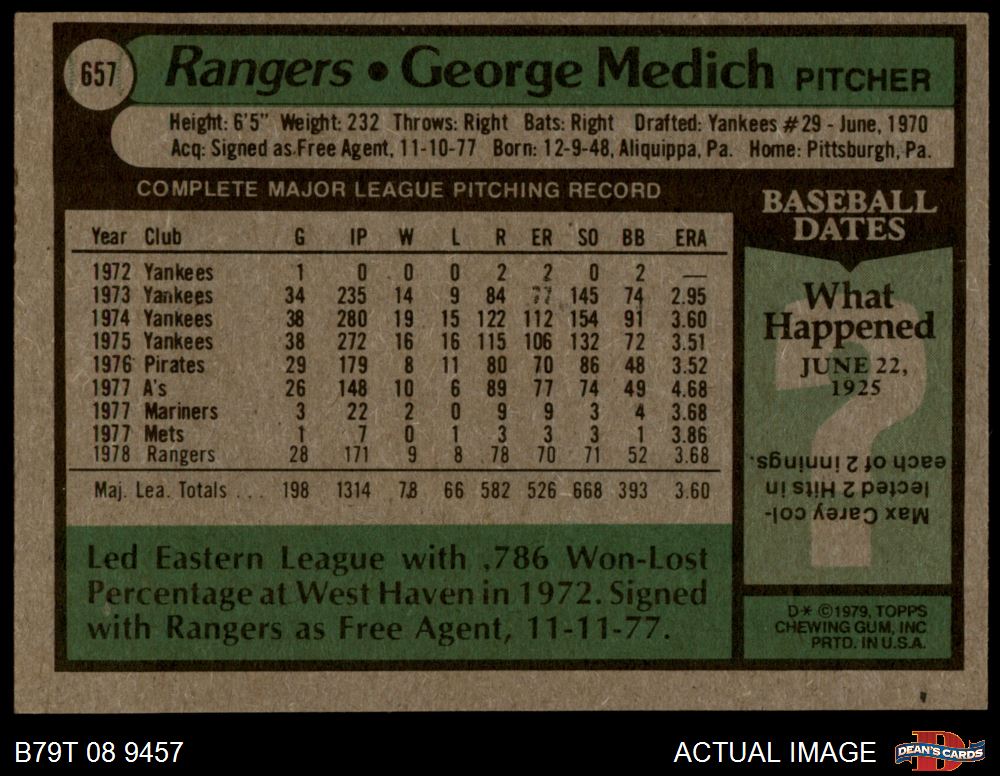 657 Rangers • George Medich PITCHER
Height: 6'5" Weight: 232 Throws: Right Bats: Right Drafted: Yankees #29 - June, 1970
Acq: Signed as Free Agent, 11-10-77 Born: 12-9-48, Aliquippa, Pa. Home: Pittsburgh, Pa.
COMPLETE MAJOR LEAGUE PITCHING RECORD
Year Club G IP W L R ER SO BB ERA
1972 Yankees 1 0 0 0 2 2 0 2 —
1973 Yankees 34 235 14 9 84 77 145 74 2.95
1974 Yankees 38 280 19 15 122 112 154 91 3.60
1975 Yankees 38 272 16 16 115 106 132 72 3.51
1976 Pirates 29 179 8 11 80 70 86 48 3.52
1977 A's 26 148 10 6 89 77 74 49 4.68
1977 Mariners 3 22 2 0 9 9 3 4 3.68
1977 Mets 1 7 0 1 3 3 3 1 3.86
1978 Rangers 28 171 9 8 78 70 71 52 3.68
Maj. Lea. Totals ... 198 1314 78 66 582 526 668 393 3.60
Led Eastern League with .786 Won-Lost
Percentage at West Haven in 1972. Signed
with Rangers as Free Agent, 11-11-77.
BASEBALL
DATES
What
Happened
JUNE 22,
1925
?
Max Carey col-
lected 2 Hits in
each of 2 innings.
D* ©1979, TOPPS
CHEWING GUM, INC
PRTD. IN U.S.A.
B79T 08 9457
ACTUAL IMAGE
D
DEAN'S CARDS